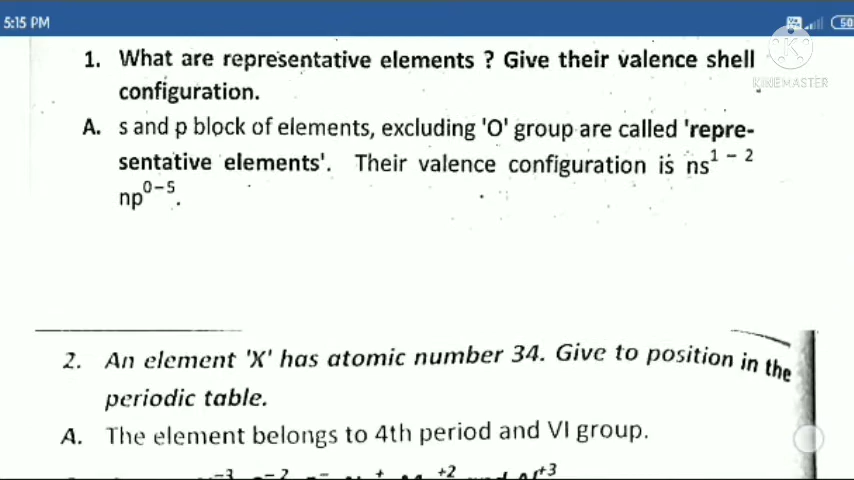 5:15 PM
50
KINEMASTER
1. What are representative elements ? Give their valence shell
configuration.
A. s and p block of elements, excluding 'O' group are called 'repre-
sentative elements'. Their valence configuration is ns¹⁻²
np⁰⁻⁵.
2. An element 'X' has atomic number 34. Give to position in the
periodic table.
A. The element belongs to 4th period and VI group.